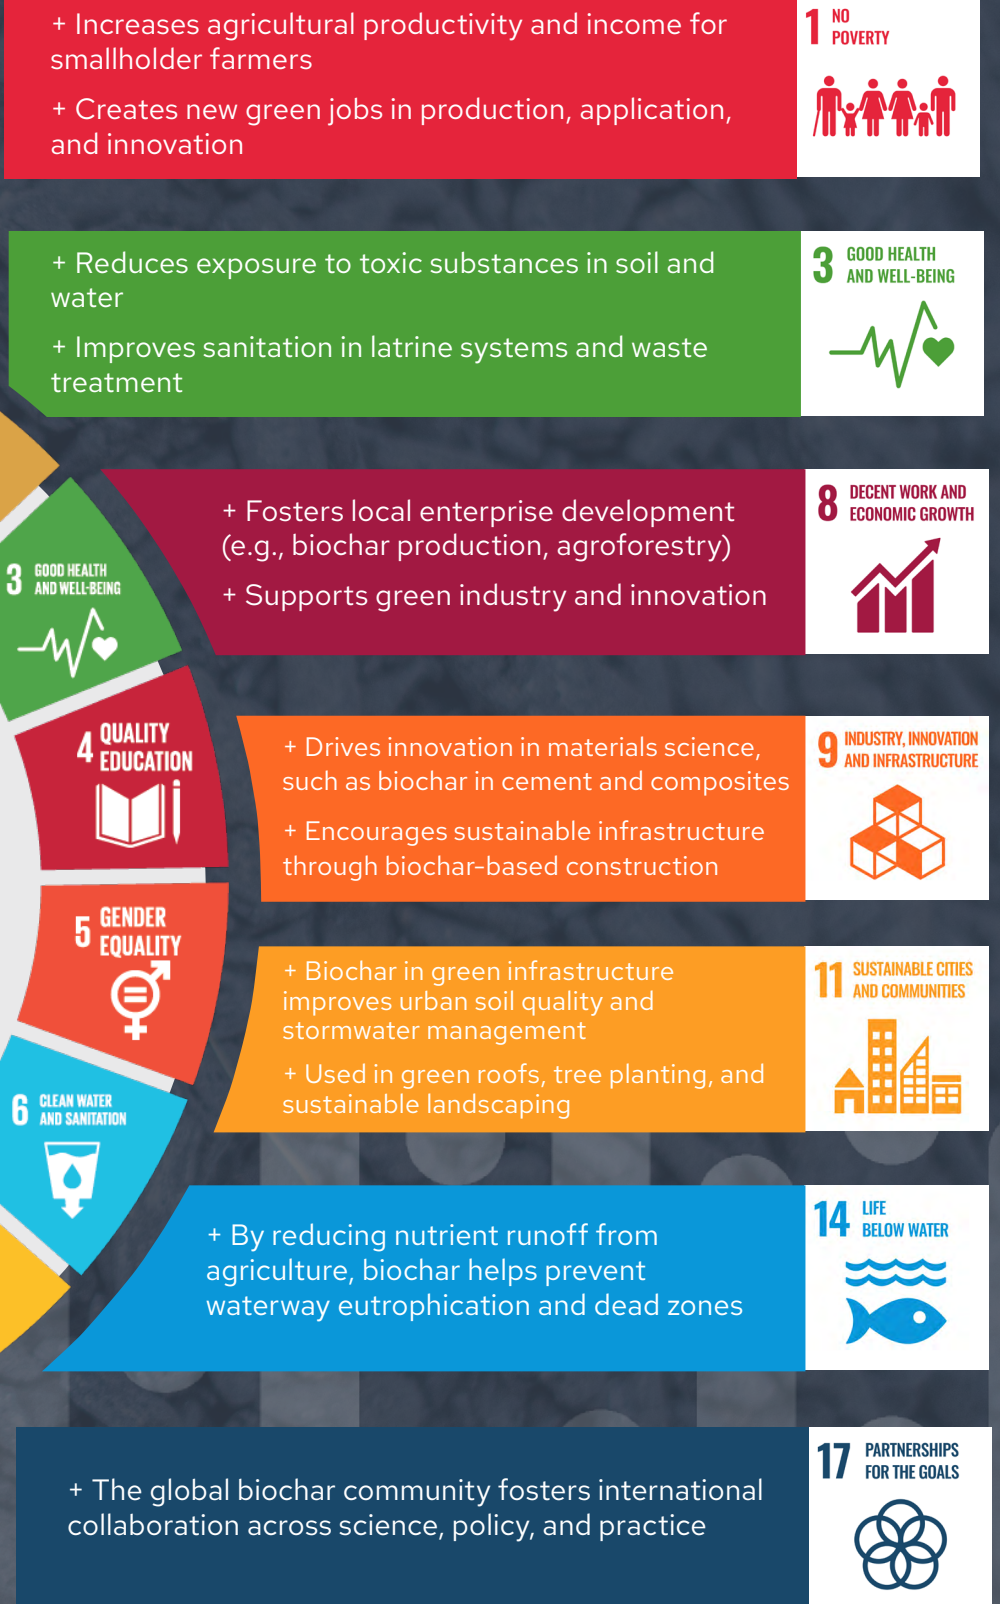 + Increases agricultural productivity and income for
smallholder farmers
+ Creates new green jobs in production, application,
and innovation
1 NO
POVERTY
+ Reduces exposure to toxic substances in soil and
water
+ Improves sanitation in latrine systems and waste
treatment
3 GOOD HEALTH
AND WELL-BEING
+ Fosters local enterprise development
(e.g., biochar production, agroforestry)
+ Supports green industry and innovation
8 DECENT WORK AND
ECONOMIC GROWTH
3 GOOD HEALTH
AND WELL-BEING
4 QUALITY
EDUCATION
+ Drives innovation in materials science,
such as biochar in cement and composites
+ Encourages sustainable infrastructure
through biochar-based construction
9 INDUSTRY, INNOVATION
AND INFRASTRUCTURE
5 GENDER
EQUALITY
+ Biochar in green infrastructure
improves urban soil quality and
stormwater management
+ Used in green roofs, tree planting, and
sustainable landscaping
11 SUSTAINABLE CITIES
AND COMMUNITIES
6 CLEAN WATER
AND SANITATION
+ By reducing nutrient runoff from
agriculture, biochar helps prevent
waterway eutrophication and dead zones
14 LIFE
BELOW WATER
+ The global biochar community fosters international
collaboration across science, policy, and practice
17 PARTNERSHIPS
FOR THE GOALS